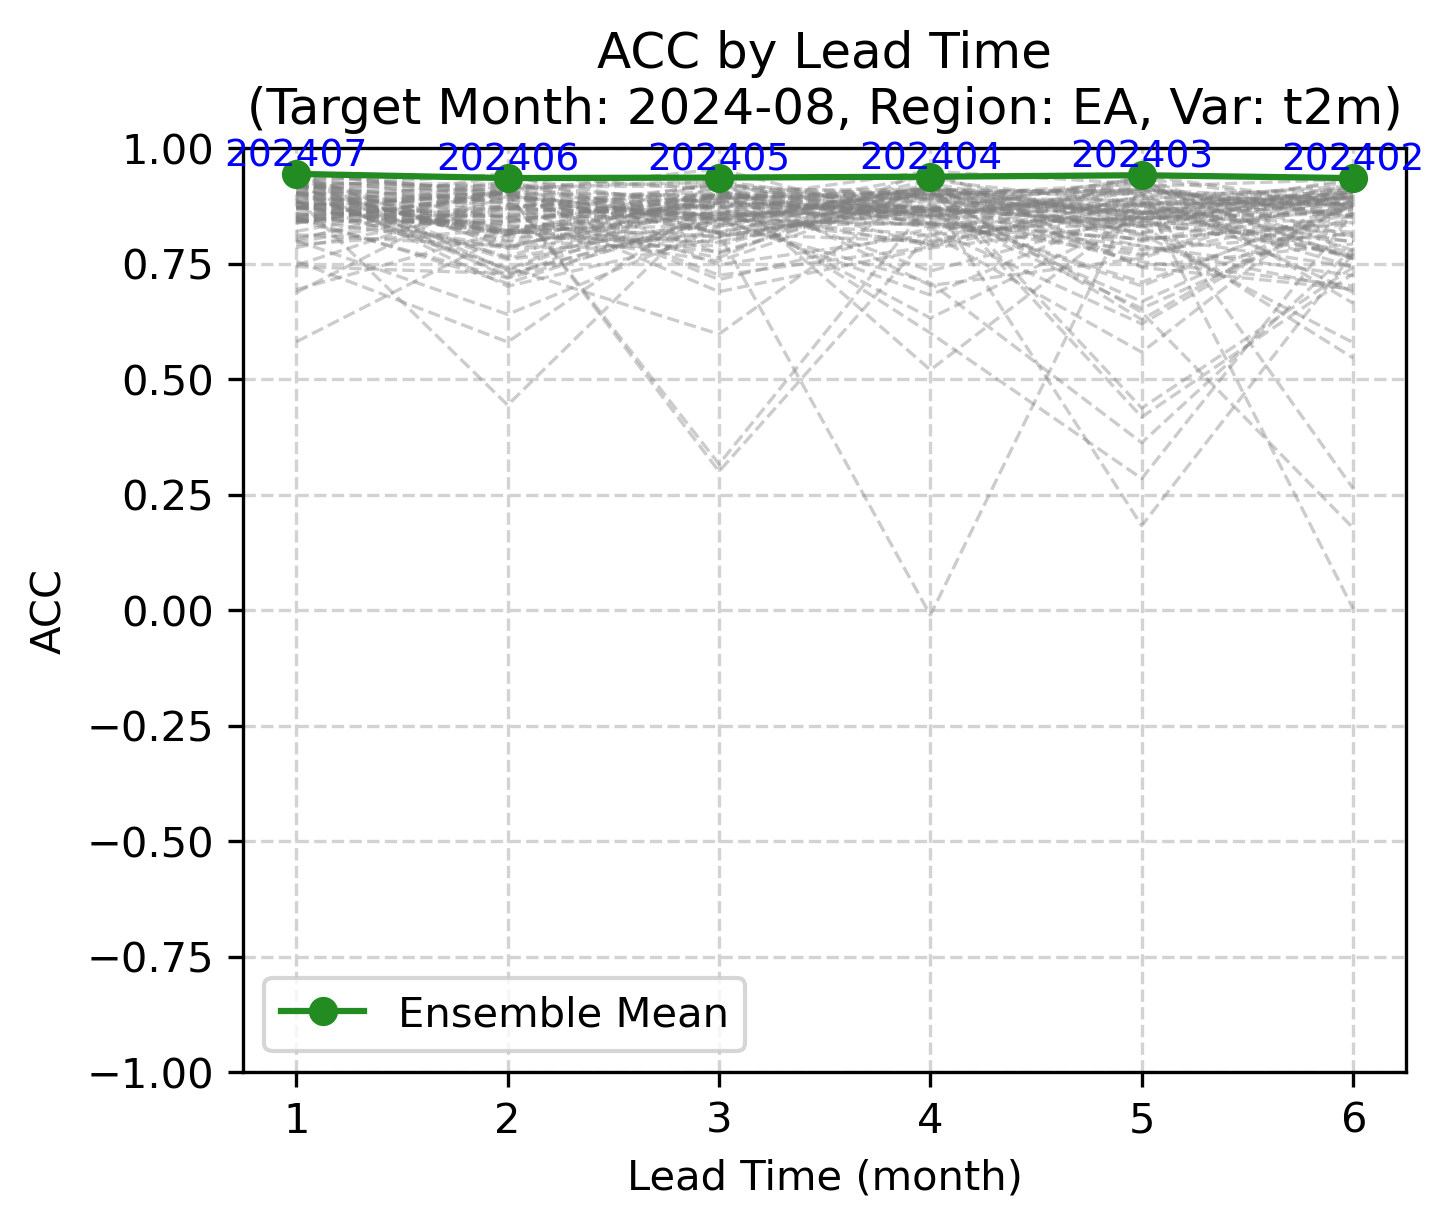 ACC by Lead Time
(Target Month: 2024-08, Region: EA, Var: t2m)
202407 202406 202405 202404 202403 202402
1.00
0.75
0.50
0.25
0.00
−0.25
−0.50
−0.75
−1.00
ACC
Ensemble Mean
1 2 3 4 5 6
Lead Time (month)